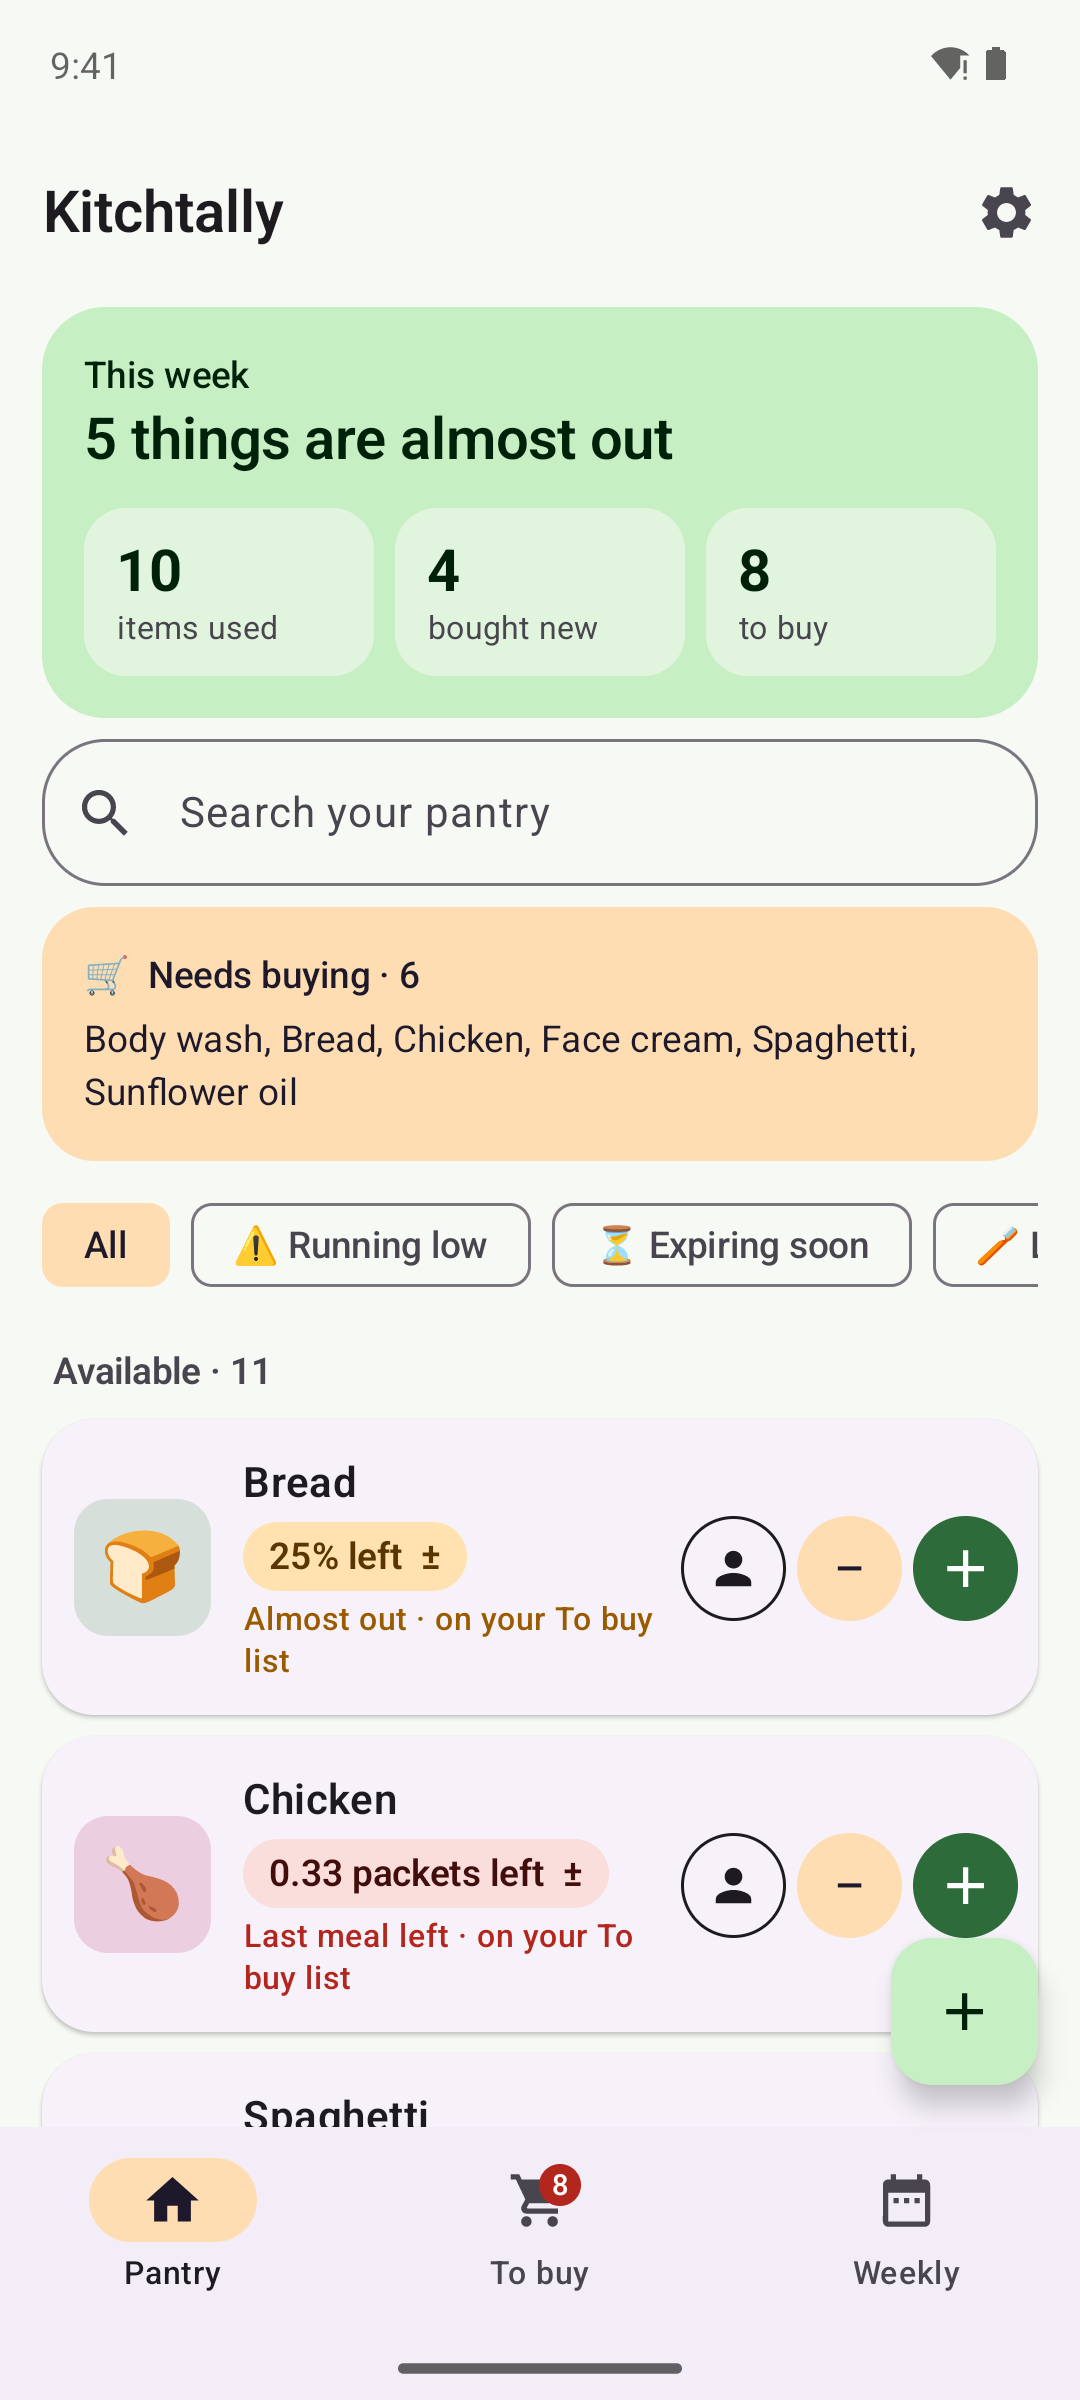 9:41
Kitchtally
This week
5 things are almost out
10
items used
4
bought new
8
to buy
Search your pantry
🛒 Needs buying · 6
Body wash, Bread, Chicken, Face cream, Spaghetti,
Sunflower oil
All
⚠️ Running low
⏳ Expiring soon
Available · 11
Bread
25% left ±
Almost out · on your To buy
list
Chicken
0.33 packets left ±
Last meal left · on your To
buy list
Spaghetti
8
Pantry
To buy
Weekly